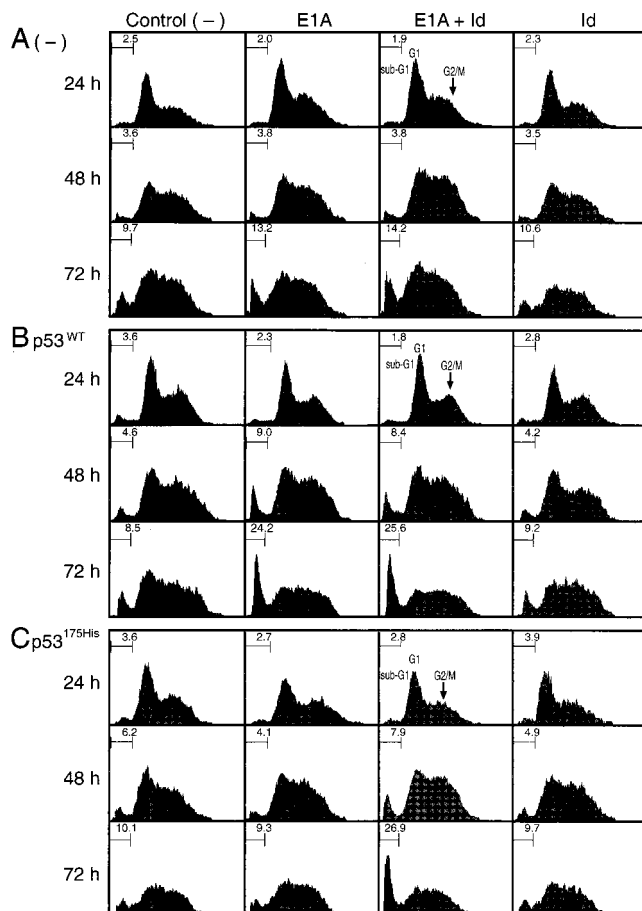 Control (−) E1A E1A + Id Id
A (−)
2.5 2.0 1.9 2.3
24 h sub-G1 G1 G2/M
3.6 3.8 3.8 3.5
48 h
9.7 13.2 14.2 10.6
72 h
B p53WT
3.6 2.3 1.8 2.8
24 h sub-G1 G1 G2/M
4.6 9.0 8.4 4.2
48 h
8.5 24.2 25.6 9.2
72 h
C p53175His
3.6 2.7 2.8 3.9
24 h sub-G1 G1 G2/M
6.2 4.1 7.9 4.9
48 h
10.1 9.3 26.9 9.7
72 h